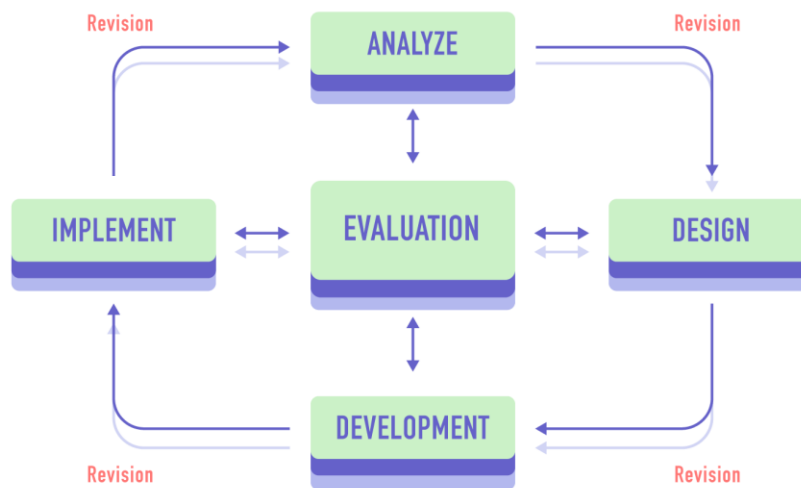 Revision
ANALYZE
Revision
IMPLEMENT
EVALUATION
DESIGN
DEVELOPMENT
Revision
Revision